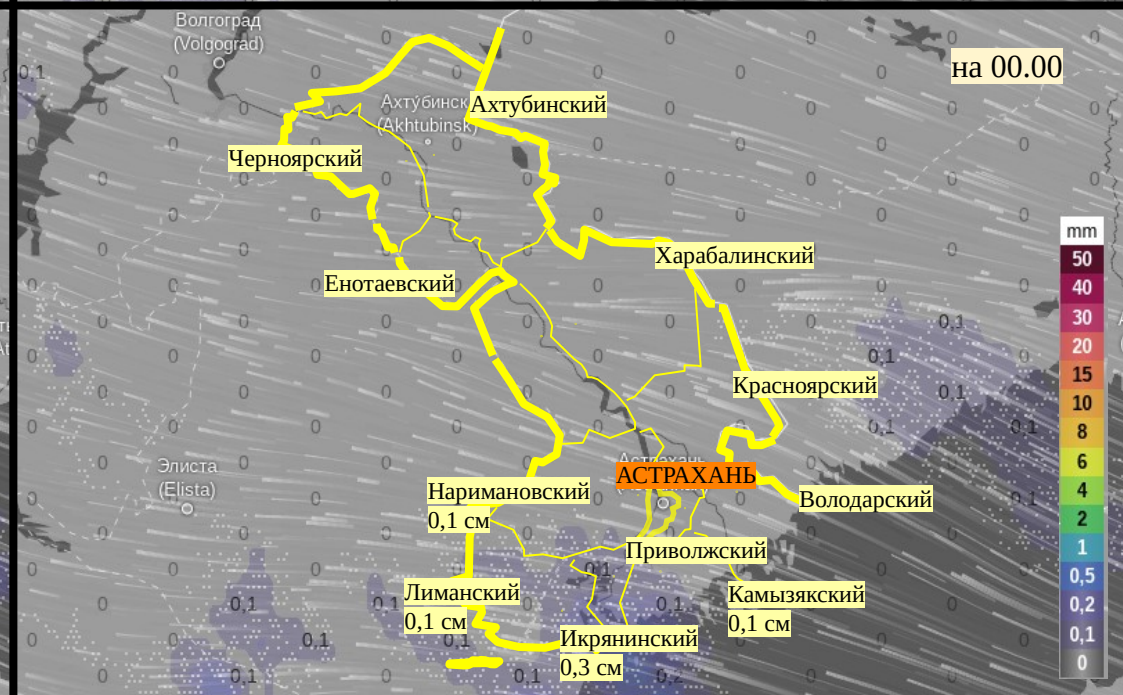 Волгоград
(Volgograd)
на 00.00
Ахтубинск
(Akhtubinsk)
Ахтубинский
Черноярский
mm
50
40
30
20
15
10
8
6
4
2
1
0,5
0,2
0,1
0
Харабалинский
Енотаевский
Красноярский
Элиста
(Elista)
Астрахань
АСТРАХАНЬ
Наримановский
0,1 см
Володарский
Приволжский
Лиманский
0,1 см
Камызякский
0,1 см
Икрянинский
0,3 см